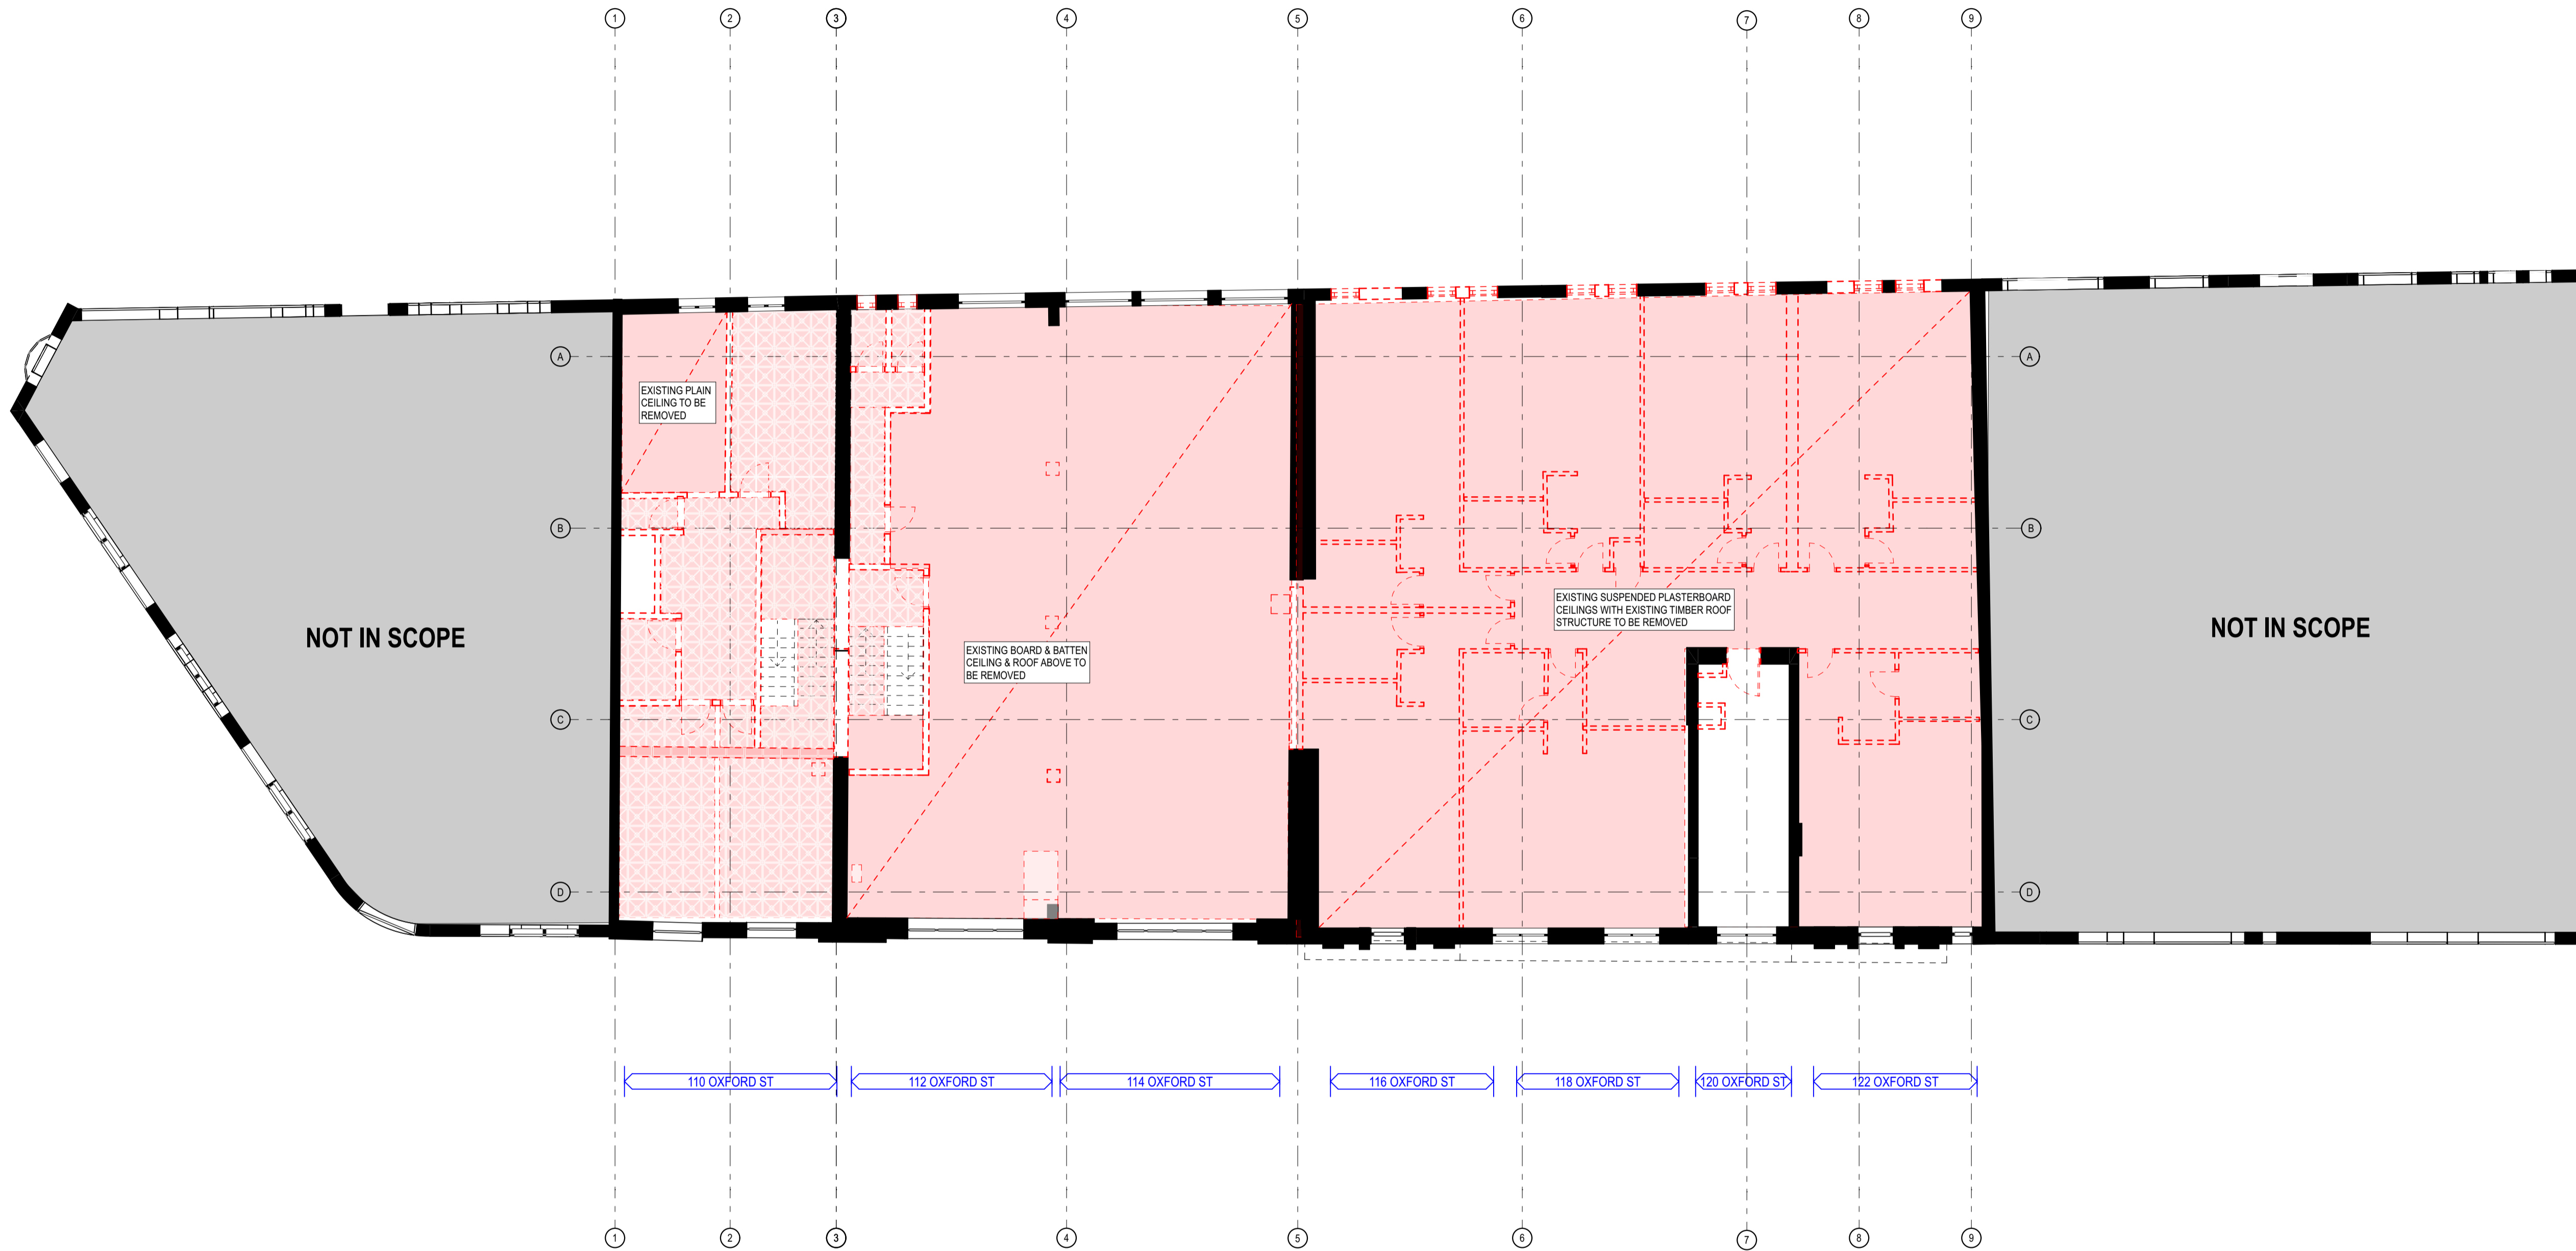 1 2 3 4 5 6 7 8 9
A A
EXISTING PLAIN
CEILING TO BE
REMOVED
B B
EXISTING SUSPENDED PLASTERBOARD
CEILINGS WITH EXISTING TIMBER ROOF
STRUCTURE TO BE REMOVED
NOT IN SCOPE
NOT IN SCOPE
EXISTING BOARD & BATTEN
CEILING & ROOF ABOVE TO
BE REMOVED
C C
D D
110 OXFORD ST
112 OXFORD ST
114 OXFORD ST
116 OXFORD ST
118 OXFORD ST
120 OXFORD ST
122 OXFORD ST
1 2 3 4 5 6 7 8 9